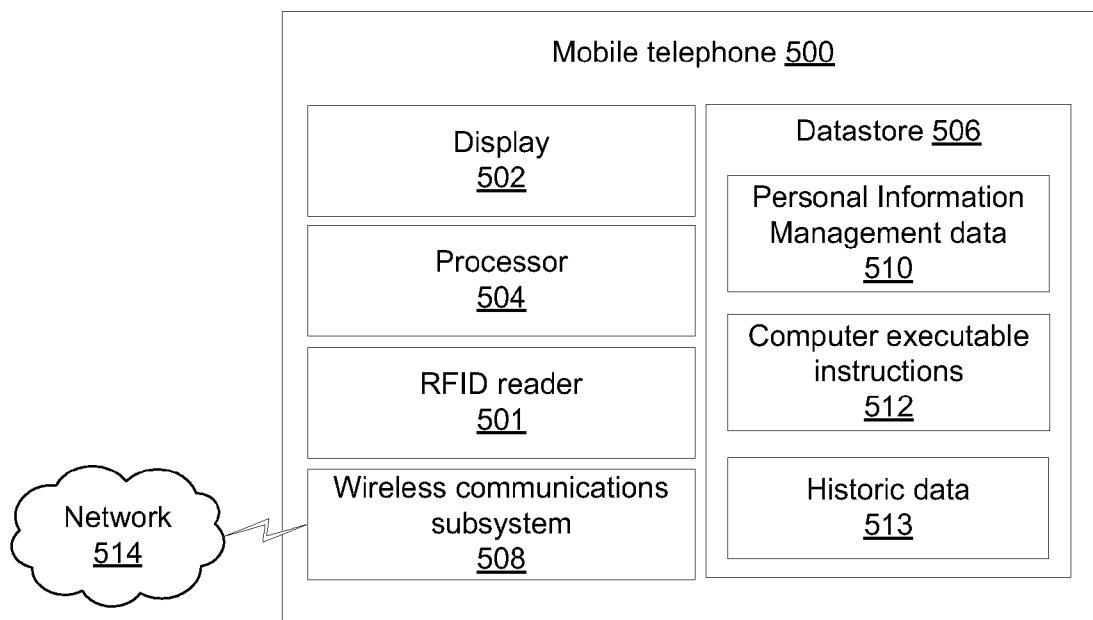 Mobile telephone 500
Display
502
Processor
504
RFID reader
501
Wireless communications
subsystem
508
Datastore 506
Personal Information
Management data
510
Computer executable
instructions
512
Historic data
513
Network
514